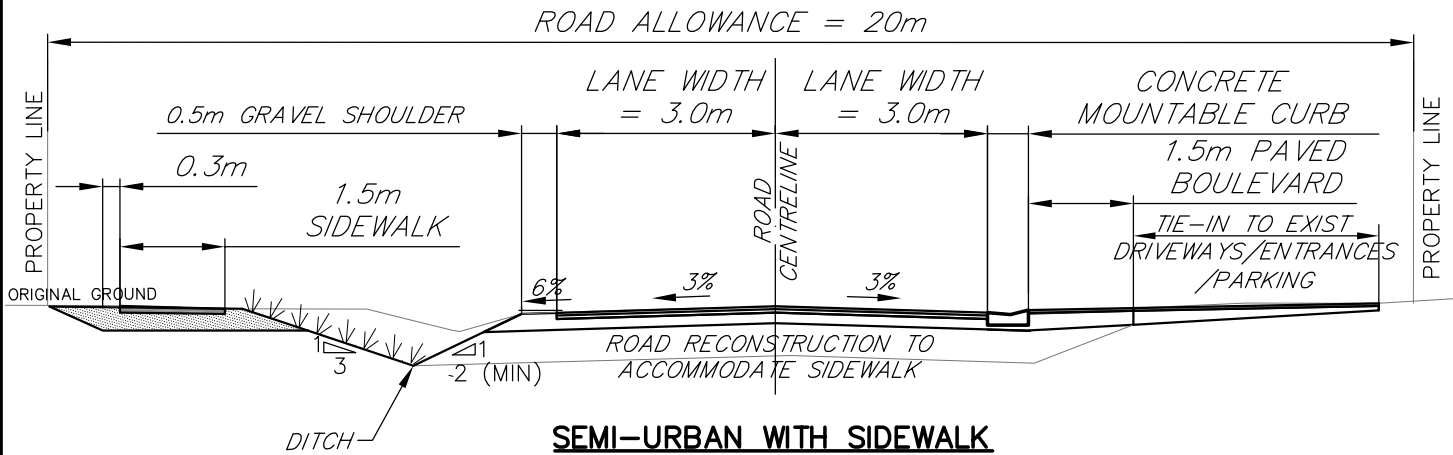 ROAD ALLOWANCE = 20m
PROPERTY LINE
0.5m GRAVEL SHOULDER
LANE WIDTH
= 3.0m
LANE WIDTH
= 3.0m
CONCRETE
MOUNTABLE CURB
PROPERTY LINE
0.3m
1.5m
SIDEWALK
ROAD
CENTRELINE
1.5m PAVED
BOULEVARD
TIE-IN TO EXIST
DRIVEWAYS/ENTRANCES
/PARKING
ORIGINAL GROUND
6%
3%
3%
1
3
1
-2 (MIN)
ROAD RECONSTRUCTION TO
ACCOMMODATE SIDEWALK
DITCH
SEMI-URBAN WITH SIDEWALK